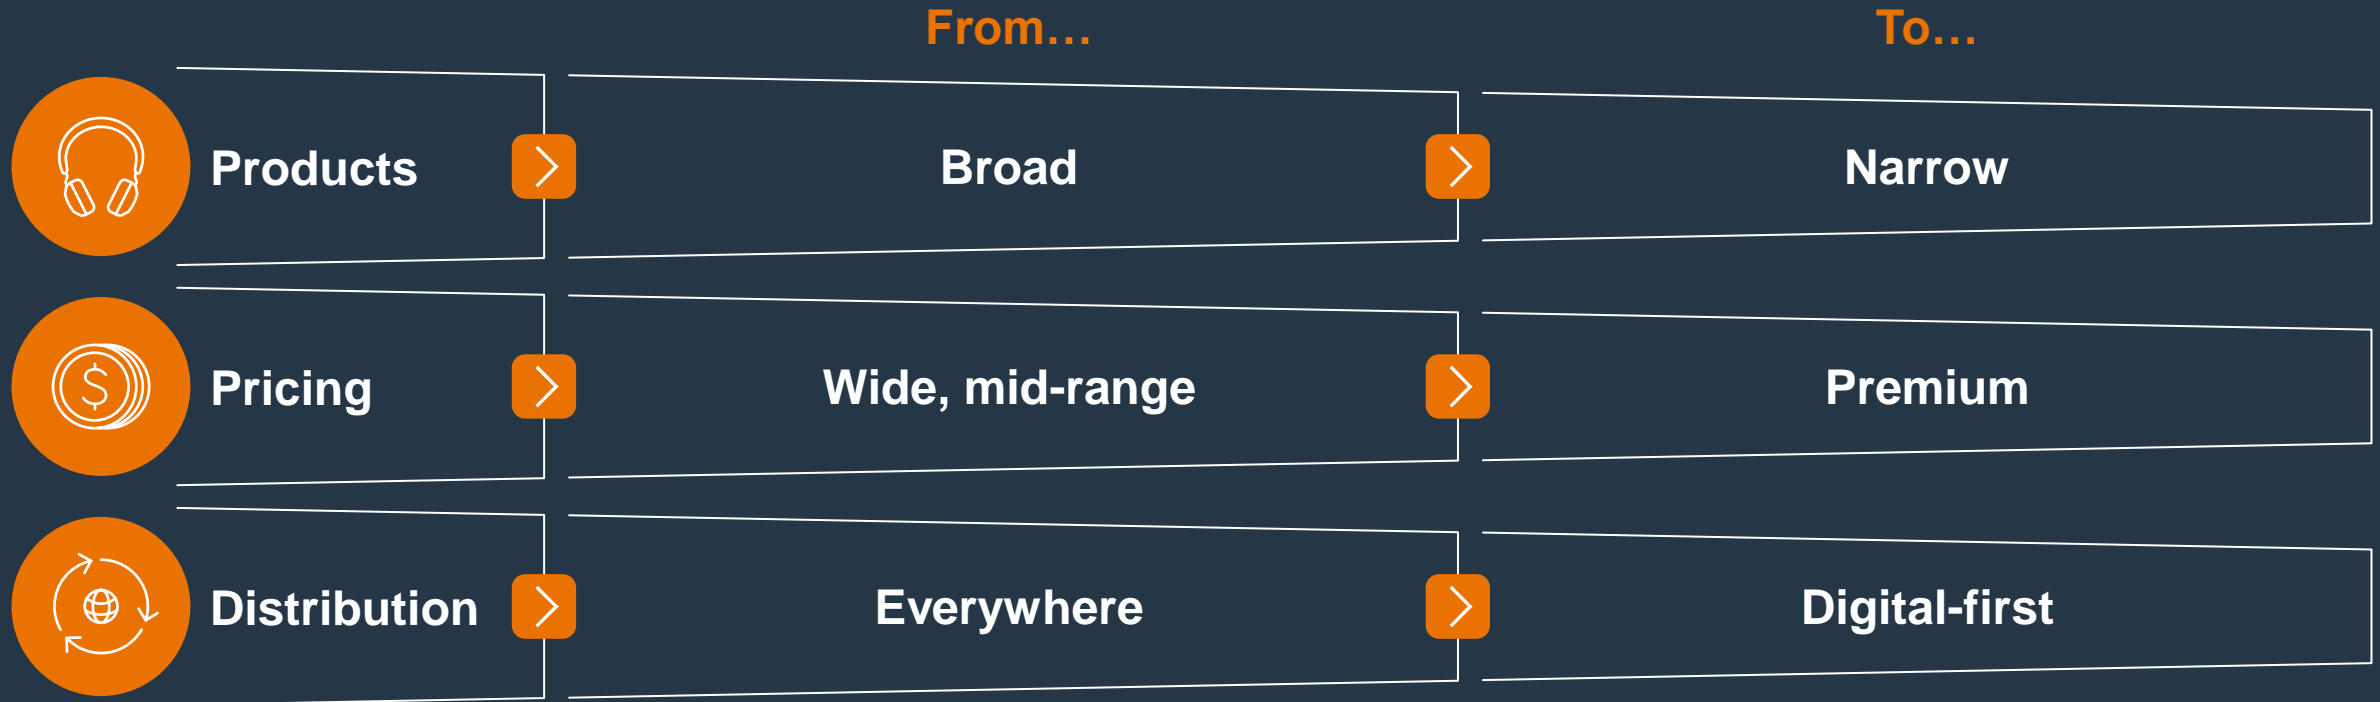 From…
To…
Products
Broad
Narrow
$
Pricing
Wide, mid-range
Premium
Distribution
Everywhere
Digital-first